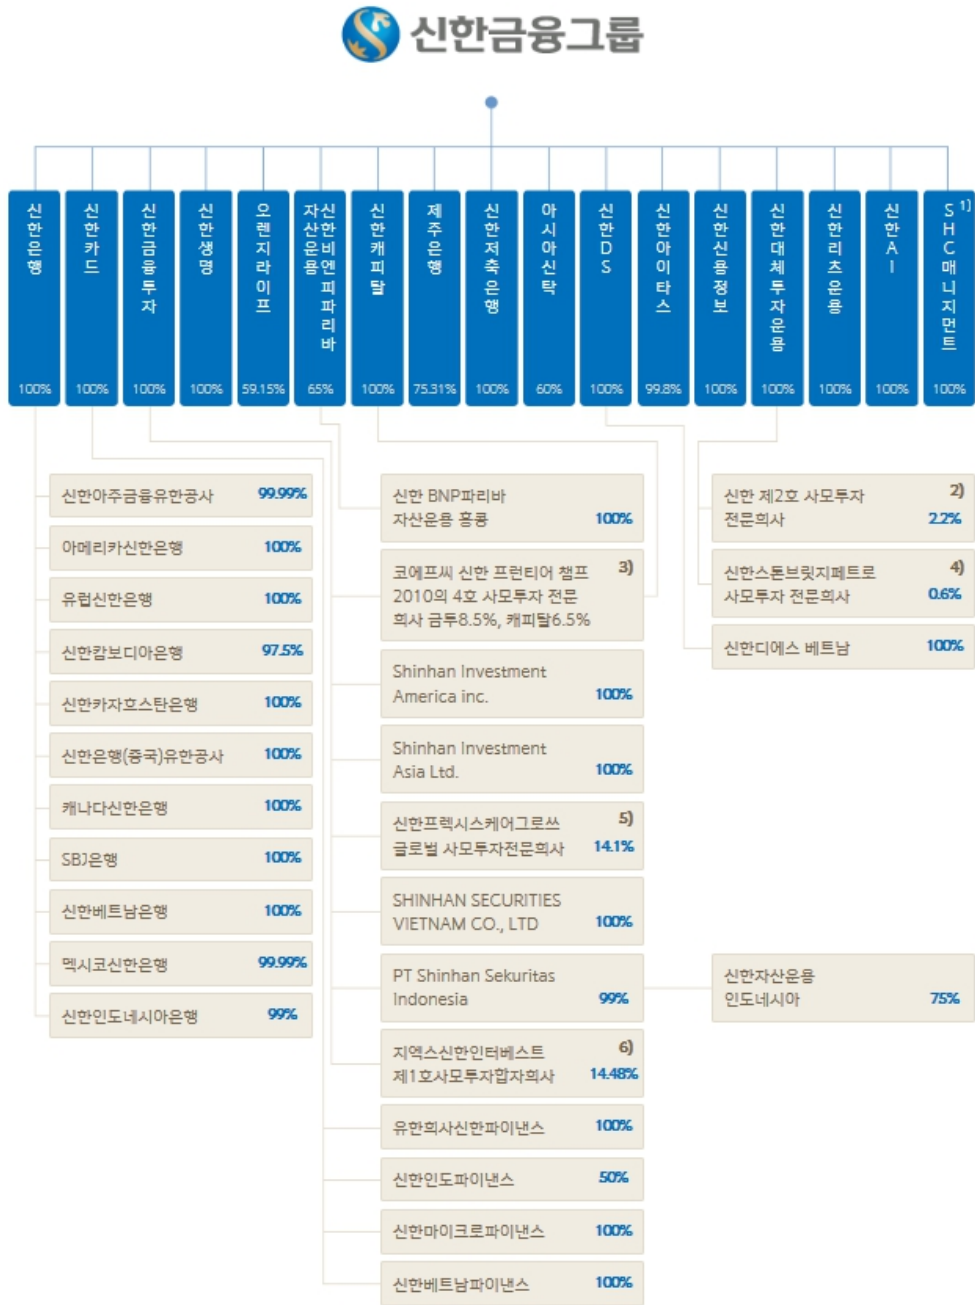 신한금융그룹
신한은행
100%
신한카드
100%
신한금융투자
100%
신한생명
100%
오렌지라이프
59.15%
신한비엔피파리바
자산운용
65%
신한캐피탈
100%
제주은행
75.31%
신한저축은행
100%
아시아신탁
60%
신한DS
100%
신한아이타스
99.8%
신한신용정보
100%
신한대체투자운용
100%
신한리츠운용
100%
신한AI
100%
SHC매니지먼트 1)
100%
신한아주금융유한공사 99.99%
아메리카신한은행 100%
유럽신한은행 100%
신한캄보디아은행 97.5%
신한카자흐스탄은행 100%
신한은행(중국)유한공사 100%
캐나다신한은행 100%
SBJ은행 100%
신한베트남은행 100%
멕시코신한은행 99.99%
신한인도네시아은행 99%
신한 BNP파리바
자산운용 홍콩 100%
코에프씨 신한 프런티어 챔프 3)
2010의 4호 사모투자 전문
회사 금투8.5%, 캐피탈6.5%
Shinhan Investment
America inc. 100%
Shinhan Investment
Asia Ltd. 100%
신한프렉시스케어그로쓰 5)
글로벌 사모투자전문회사 14.1%
SHINHAN SECURITIES
VIETNAM CO., LTD 100%
PT Shinhan Sekuritas
Indonesia 99%
지엑스신한인터베스트 6)
제1호사모투자합자회사 14.48%
유한회사신한파이낸스 100%
신한인도파이낸스 50%
신한마이크로파이낸스 100%
신한베트남파이낸스 100%
신한 제2호 사모투자 2)
전문회사 2.2%
신한스톤브릿지페트로 4)
사모투자 전문회사 0.6%
신한디에스 베트남 100%
신한자산운용
인도네시아 75%